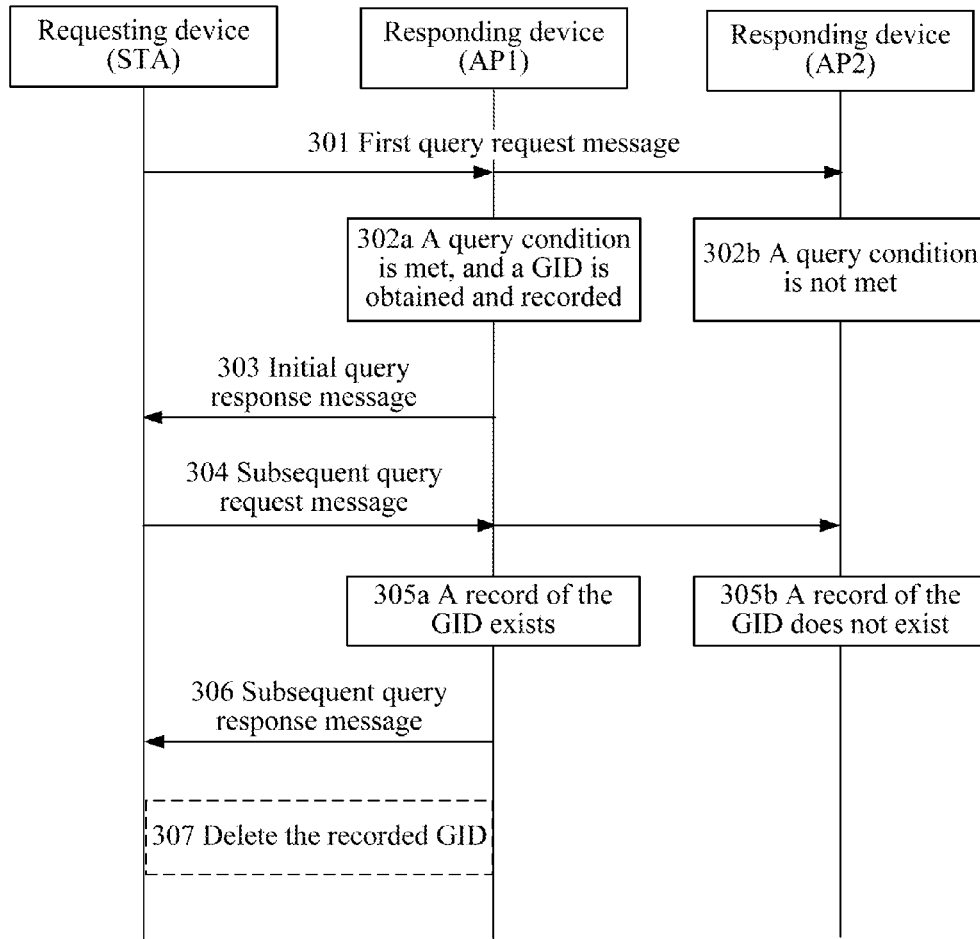 Requesting device
(STA)
Responding device
(AP1)
Responding device
(AP2)
301 First query request message
302a A query condition
is met, and a GID is
obtained and recorded
302b A query condition
is not met
303 Initial query
response message
304 Subsequent query
request message
305a A record of the
GID exists
305b A record of the
GID does not exist
306 Subsequent query
response message
307 Delete the recorded GID